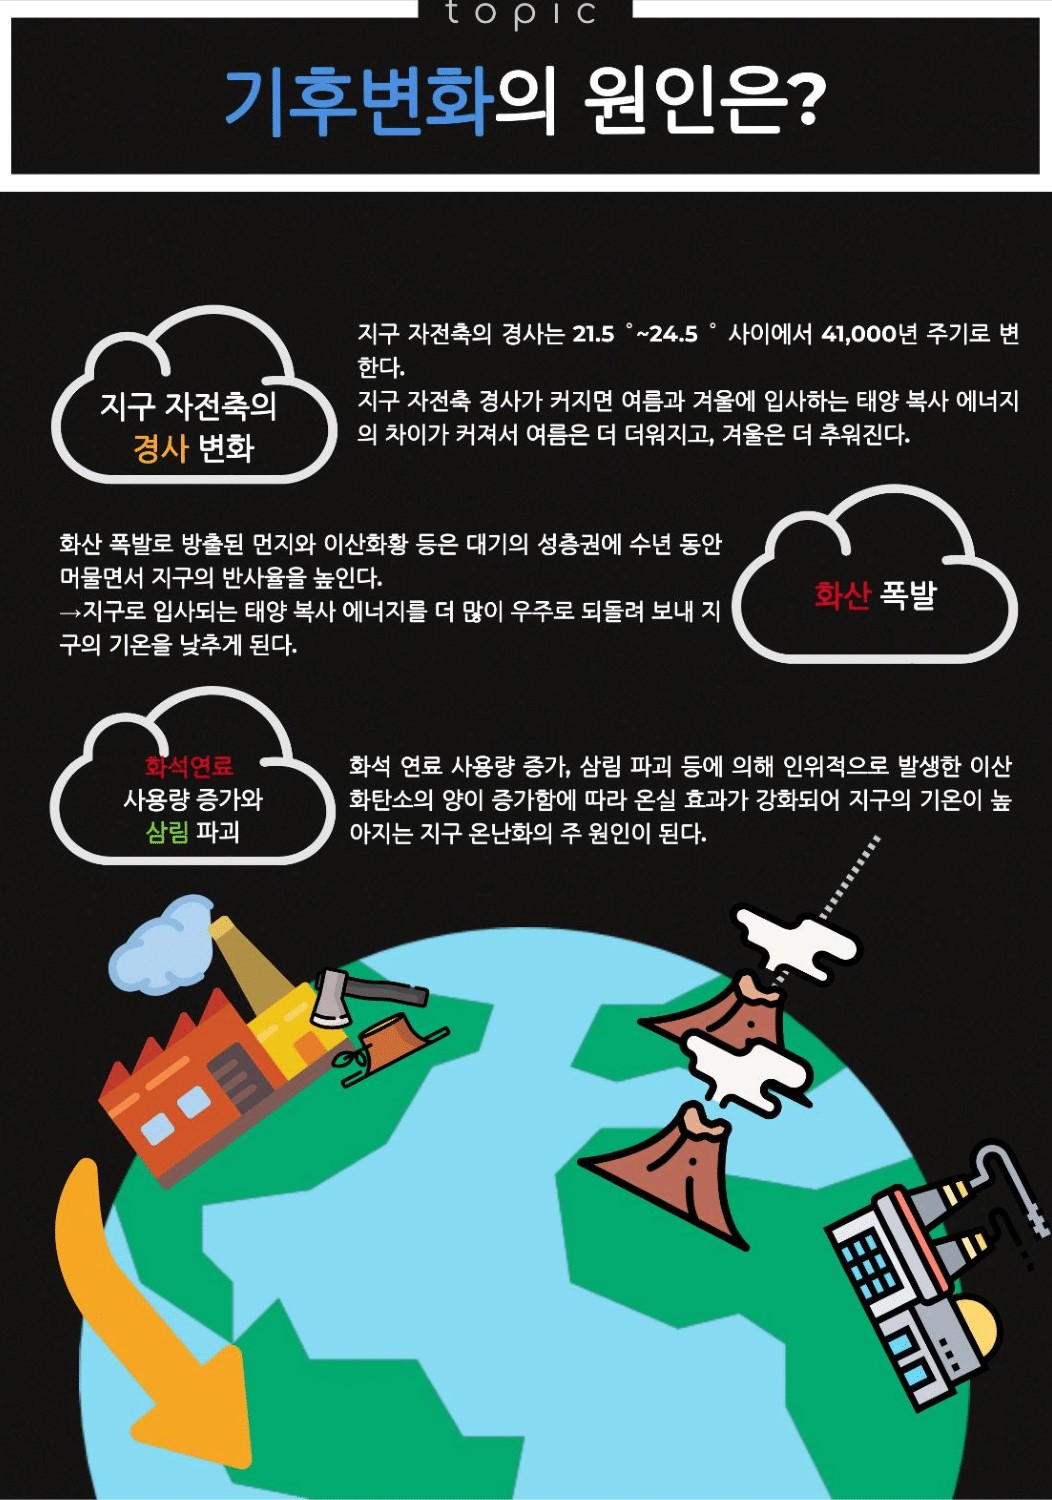 topic
기후변화의 원인은?
지구 자전축의
경사 변화
지구 자전축의 경사는 21.5 °~24.5 ° 사이에서 41,000년 주기로 변
한다.
지구 자전축 경사가 커지면 여름과 겨울에 입사하는 태양 복사 에너지
의 차이가 커져서 여름은 더 더워지고, 겨울은 더 추워진다.
화산 폭발로 방출된 먼지와 이산화황 등은 대기의 성층권에 수년 동안
머물면서 지구의 반사율을 높인다.
→지구로 입사되는 태양 복사 에너지를 더 많이 우주로 되돌려 보내 지
구의 기온을 낮추게 된다.
화산 폭발
화석연료
사용량 증가와
삼림 파괴
화석 연료 사용량 증가, 삼림 파괴 등에 의해 인위적으로 발생한 이산
화탄소의 양이 증가함에 따라 온실 효과가 강화되어 지구의 기온이 높
아지는 지구 온난화의 주 원인이 된다.